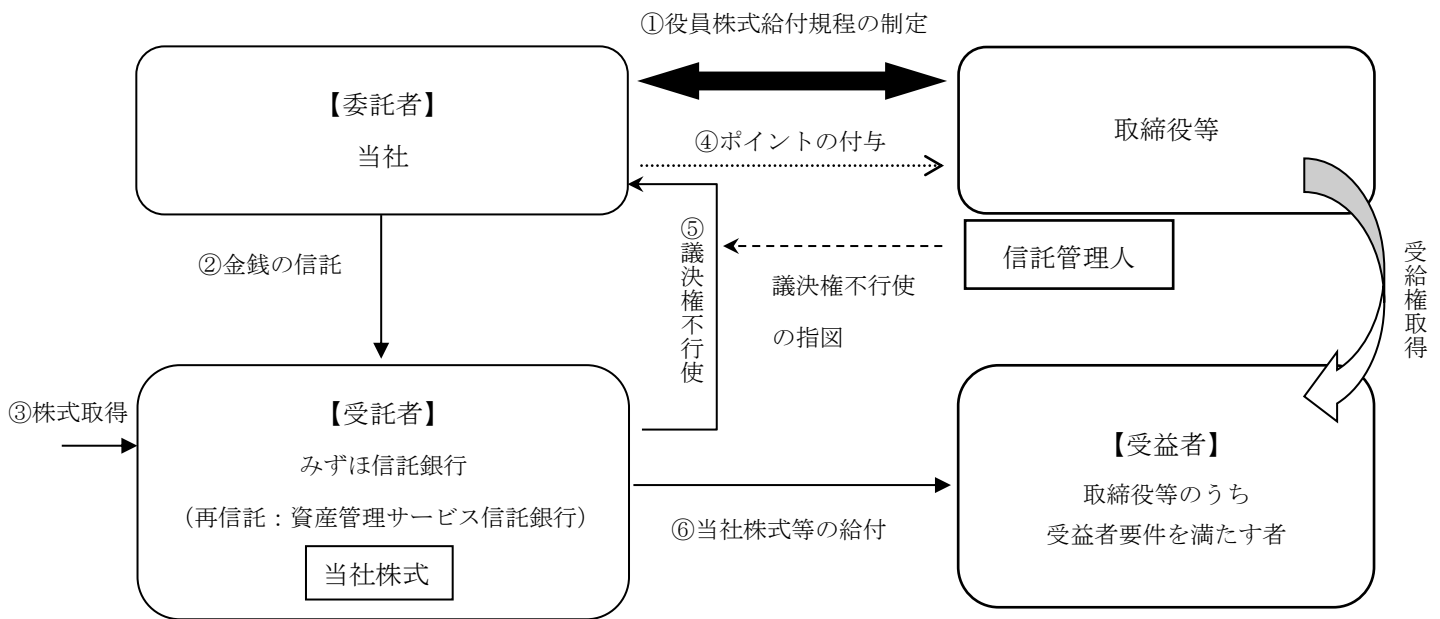 ①役員株式給付規程の制定
【委託者】
当社
取締役等
④ポイントの付与
②金銭の信託
⑤議決権不行使
議決権不行使
の指図
信託管理人
受給権取得
③株式取得
【受託者】
みずほ信託銀行
(再信託:資産管理サービス信託銀行)
当社株式
⑥当社株式等の給付
【受益者】
取締役等のうち
受益者要件を満たす者